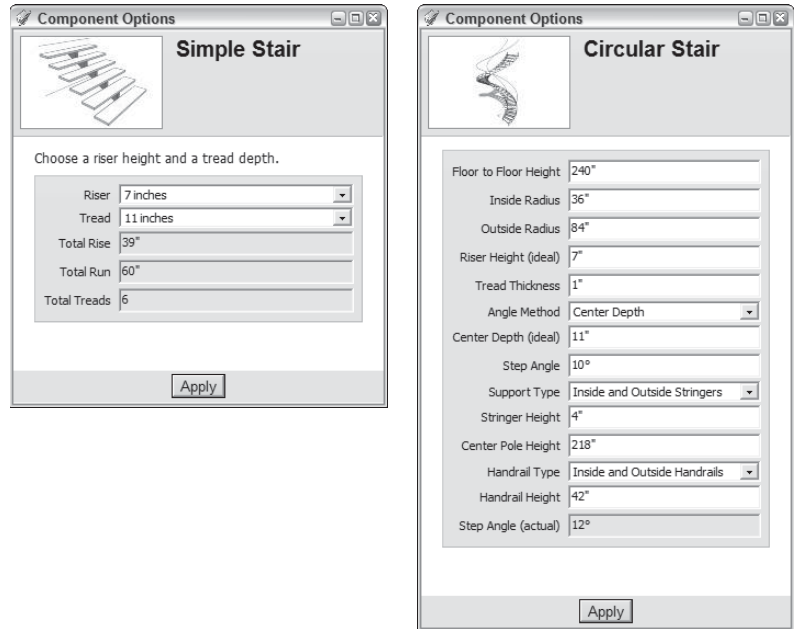 Component Options
Simple Stair
Choose a riser height and a tread depth.
Riser 7 inches
Tread 11 inches
Total Rise 39"
Total Run 60"
Total Treads 6
Apply
Component Options
Circular Stair
Floor to Floor Height 240"
Inside Radius 36"
Outside Radius 84"
Riser Height (ideal) 7"
Tread Thickness 1"
Angle Method Center Depth
Center Depth (ideal) 11"
Step Angle 10°
Support Type Inside and Outside Stringers
Stringer Height 4"
Center Pole Height 218"
Handrail Type Inside and Outside Handrails
Handrail Height 42"
Step Angle (actual) 12°
Apply